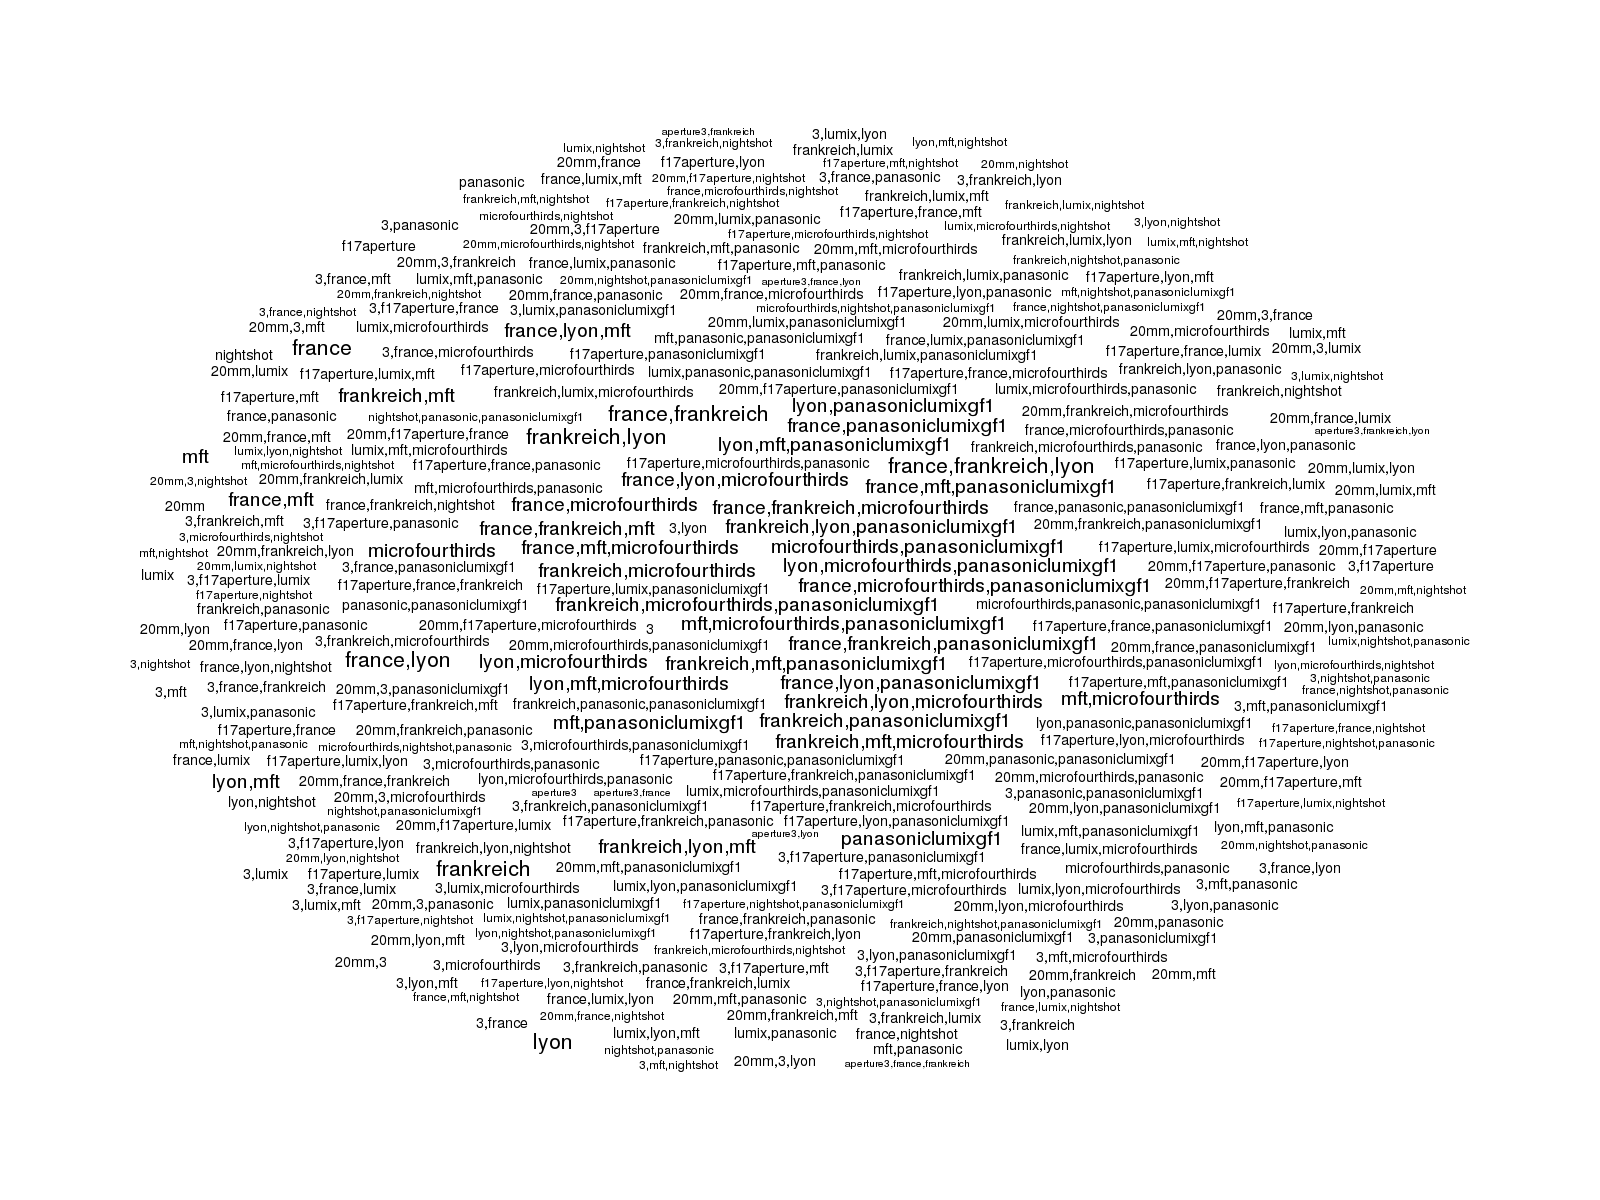 aperture3,frankreich 3,lumix,lyon
lumix,nightshot 3,frankreich,nightshot frankreich,lumix lyon,mft,nightshot
20mm,france f17aperture,lyon f17aperture,mft,nightshot 20mm,nightshot
panasonic france,lumix,mft 20mm,f17aperture,nightshot 3,france,panasonic 3,frankreich,lyon
france,microfourthirds,nightshot
frankreich,mft,nightshot f17aperture,frankreich,nightshot frankreich,lumix,mft frankreich,lumix,nightshot
3,panasonic microfourthirds,nightshot 20mm,lumix,panasonic f17aperture,france,mft 3,lyon,nightshot
20mm,3,f17aperture f17aperture,microfourthirds,nightshot lumix,microfourthirds,nightshot
f17aperture 20mm,microfourthirds,nightshot frankreich,mft,panasonic 20mm,mft,microfourthirds frankreich,lumix,lyon lumix,mft,nightshot
20mm,3,frankreich france,lumix,panasonic f17aperture,mft,panasonic frankreich,nightshot,panasonic
3,france,mft lumix,mft,panasonic 20mm,nightshot,panasoniclumixgf1 aperture3,france,lyon frankreich,lumix,panasonic f17aperture,lyon,mft
20mm,frankreich,nightshot 20mm,france,panasonic 20mm,france,microfourthirds f17aperture,lyon,panasonic mft,nightshot,panasoniclumixgf1
3,france,nightshot 3,f17aperture,france 3,lumix,panasoniclumixgf1 microfourthirds,nightshot,panasoniclumixgf1 france,nightshot,panasoniclumixgf1 20mm,3,france
20mm,3,mft lumix,microfourthirds france,lyon,mft 20mm,lumix,panasoniclumixgf1 20mm,lumix,microfourthirds 20mm,microfourthirds lumix,mft
nightshot france 3,france,microfourthirds f17aperture,panasoniclumixgf1 mft,panasonic,panasoniclumixgf1 frankreich,lumix,panasoniclumixgf1 france,lumix,panasoniclumixgf1 f17aperture,france,lumix 20mm,3,lumix
20mm,lumix f17aperture,lumix,mft f17aperture,microfourthirds lumix,panasonic,panasoniclumixgf1 f17aperture,france,microfourthirds frankreich,lyon,panasonic 3,lumix,nightshot
f17aperture,mft frankreich,mft frankreich,lumix,microfourthirds 20mm,f17aperture,panasoniclumixgf1 lumix,microfourthirds,panasonic frankreich,nightshot
france,panasonic nightshot,panasonic,panasoniclumixgf1 france,frankreich lyon,panasoniclumixgf1 20mm,frankreich,microfourthirds 20mm,france,lumix
20mm,france,mft 20mm,f17aperture,france frankreich,lyon france,panasoniclumixgf1 france,microfourthirds,panasonic aperture3,frankreich,lyon
mft lumix,lyon,nightshot lumix,mft,microfourthirds lyon,mft,panasoniclumixgf1 frankreich,microfourthirds,panasonic france,lyon,panasonic
mft,microfourthirds,nightshot f17aperture,france,panasonic f17aperture,microfourthirds,panasonic france,frankreich,lyon f17aperture,lumix,panasonic 20mm,lumix,lyon
20mm,3,nightshot 20mm,frankreich,lumix mft,microfourthirds,panasonic france,lyon,microfourthirds france,mft,panasoniclumixgf1 f17aperture,frankreich,lumix 20mm,lumix,mft
20mm france,mft france,frankreich,nightshot france,microfourthirds france,frankreich,microfourthirds france,panasonic,panasoniclumixgf1 france,mft,panasonic
3,frankreich,mft 3,f17aperture,panasonic france,frankreich,mft 3,lyon frankreich,lyon,panasoniclumixgf1 20mm,frankreich,panasoniclumixgf1 lumix,lyon,panasonic
3,microfourthirds,nightshot
mft,nightshot 20mm,frankreich,lyon microfourthirds france,mft,microfourthirds microfourthirds,panasoniclumixgf1 f17aperture,lumix,microfourthirds 20mm,f17aperture
lumix 20mm,lumix,nightshot 3,france,panasoniclumixgf1 frankreich,microfourthirds lyon,microfourthirds,panasoniclumixgf1 20mm,f17aperture,panasonic 3,f17aperture
3,f17aperture,lumix f17aperture,france,frankreich f17aperture,lumix,panasoniclumixgf1 france,microfourthirds,panasoniclumixgf1 20mm,f17aperture,frankreich 20mm,mft,nightshot
f17aperture,nightshot
frankreich,panasonic panasonic,panasoniclumixgf1 frankreich,microfourthirds,panasoniclumixgf1 microfourthirds,panasonic,panasoniclumixgf1 f17aperture,frankreich
20mm,lyon f17aperture,panasonic 20mm,f17aperture,microfourthirds 3 mft,microfourthirds,panasoniclumixgf1 f17aperture,france,panasoniclumixgf1 20mm,lyon,panasonic
20mm,france,lyon 3,frankreich,microfourthirds 20mm,microfourthirds,panasoniclumixgf1 france,frankreich,panasoniclumixgf1 20mm,france,panasoniclumixgf1 lumix,nightshot,panasonic
3,nightshot france,lyon,nightshot france,lyon lyon,microfourthirds frankreich,mft,panasoniclumixgf1 f17aperture,microfourthirds,panasoniclumixgf1 lyon,microfourthirds,nightshot
3,mft 3,france,frankreich 20mm,3,panasoniclumixgf1 lyon,mft,microfourthirds france,lyon,panasoniclumixgf1 f17aperture,mft,panasoniclumixgf1 3,nightshot,panasonic
france,nightshot,panasonic
3,lumix,panasonic f17aperture,frankreich,mft frankreich,panasonic,panasoniclumixgf1 frankreich,lyon,microfourthirds mft,microfourthirds 3,mft,panasoniclumixgf1
f17aperture,france 20mm,frankreich,panasonic mft,panasoniclumixgf1 frankreich,panasoniclumixgf1 lyon,panasonic,panasoniclumixgf1 f17aperture,france,nightshot
mft,nightshot,panasonic microfourthirds,nightshot,panasonic 3,microfourthirds,panasoniclumixgf1 frankreich,mft,microfourthirds f17aperture,lyon,microfourthirds f17aperture,nightshot,panasonic
france,lumix f17aperture,lumix,lyon 3,microfourthirds,panasonic f17aperture,panasonic,panasoniclumixgf1 20mm,panasonic,panasoniclumixgf1 20mm,f17aperture,lyon
lyon,mft 20mm,france,frankreich lyon,microfourthirds,panasonic f17aperture,frankreich,panasoniclumixgf1 20mm,microfourthirds,panasonic 20mm,f17aperture,mft
lyon,nightshot 20mm,3,microfourthirds aperture3 aperture3,france lumix,microfourthirds,panasoniclumixgf1 3,panasonic,panasoniclumixgf1 f17aperture,lumix,nightshot
nightshot,panasoniclumixgf1 3,frankreich,panasoniclumixgf1 f17aperture,frankreich,microfourthirds 20mm,lyon,panasoniclumixgf1
lyon,nightshot,panasonic 20mm,f17aperture,lumix f17aperture,frankreich,panasonic f17aperture,lyon,panasoniclumixgf1 lumix,mft,panasoniclumixgf1 lyon,mft,panasonic
3,f17aperture,lyon frankreich,lyon,nightshot frankreich,lyon,mft aperture3,lyon panasoniclumixgf1 france,lumix,microfourthirds 20mm,nightshot,panasonic
20mm,lyon,nightshot 3,f17aperture,panasoniclumixgf1
3,lumix f17aperture,lumix frankreich 20mm,mft,panasoniclumixgf1 f17aperture,mft,microfourthirds microfourthirds,panasonic 3,france,lyon
3,france,lumix 3,lumix,microfourthirds lumix,lyon,panasoniclumixgf1 3,f17aperture,microfourthirds lumix,lyon,microfourthirds 3,mft,panasonic
3,lumix,mft 20mm,3,panasonic lumix,panasoniclumixgf1 f17aperture,nightshot,panasoniclumixgf1 20mm,lyon,microfourthirds 3,lyon,panasonic
3,f17aperture,nightshot lumix,nightshot,panasoniclumixgf1 france,frankreich,panasonic frankreich,nightshot,panasoniclumixgf1 20mm,panasonic
20mm,lyon,mft lyon,nightshot,panasoniclumixgf1 f17aperture,frankreich,lyon 20mm,panasoniclumixgf1 3,panasoniclumixgf1
3,lyon,microfourthirds frankreich,microfourthirds,nightshot 3,lyon,panasoniclumixgf1 3,mft,microfourthirds
20mm,3 3,microfourthirds 3,frankreich,panasonic 3,f17aperture,mft 3,f17aperture,frankreich 20mm,frankreich 20mm,mft
3,lyon,mft f17aperture,lyon,nightshot france,frankreich,lumix f17aperture,france,lyon lyon,panasonic
france,mft,nightshot france,lumix,lyon 20mm,mft,panasonic 3,nightshot,panasoniclumixgf1 france,lumix,nightshot
3,france 20mm,france,nightshot 20mm,frankreich,mft 3,frankreich,lumix 3,frankreich
lyon lumix,lyon,mft lumix,panasonic france,nightshot lumix,lyon
nightshot,panasonic mft,panasonic
3,mft,nightshot 20mm,3,lyon aperture3,france,frankreich